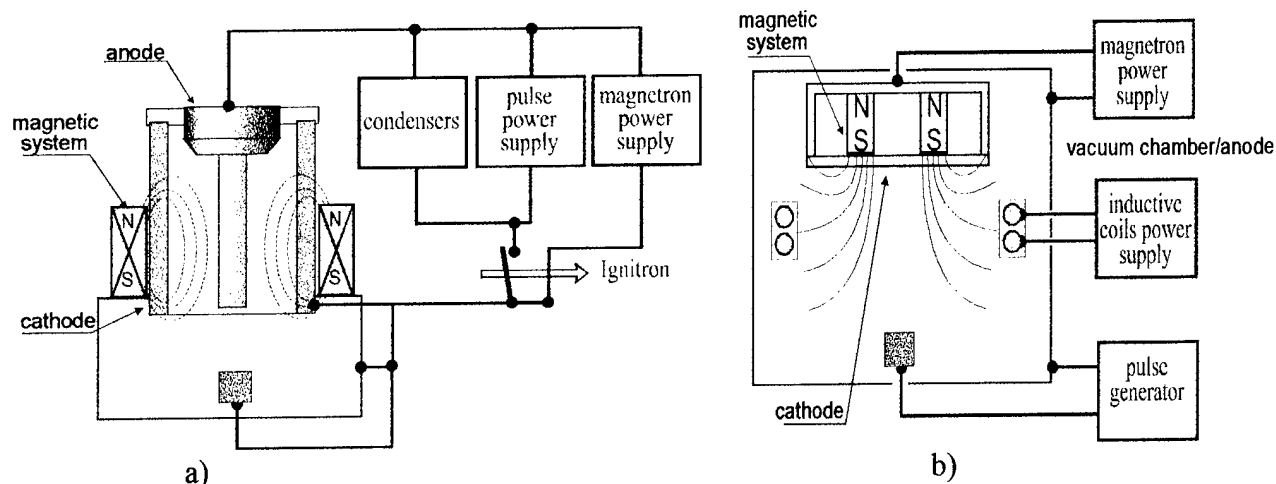 anode
magnetic
system
N
S
cathode
condensers
pulse
power
supply
magnetron
power
supply
N
S
Ignitron
a)
magnetic
system
N
S
N
S
cathode
magnetron
power
supply
vacuum chamber/anode
inductive
coils power
supply
pulse
generator
b)